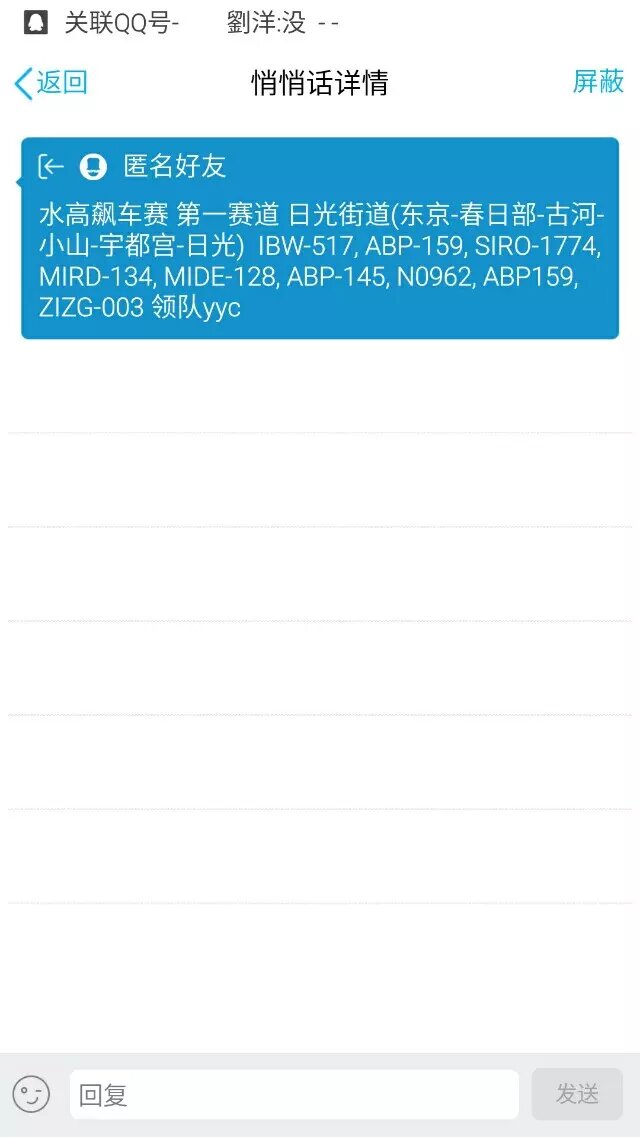 关联QQ号- 劉洋:没 - -
返回 悄悄话详情 屏蔽
匿名好友
水高飙车赛 第一赛道 日光街道(东京-春日部-古河-
小山-宇都宫-日光) IBW-517, ABP-159, SIRO-1774,
MIRD-134, MIDE-128, ABP-145, N0962, ABP159,
ZIZG-003 领队yyc
回复 发送